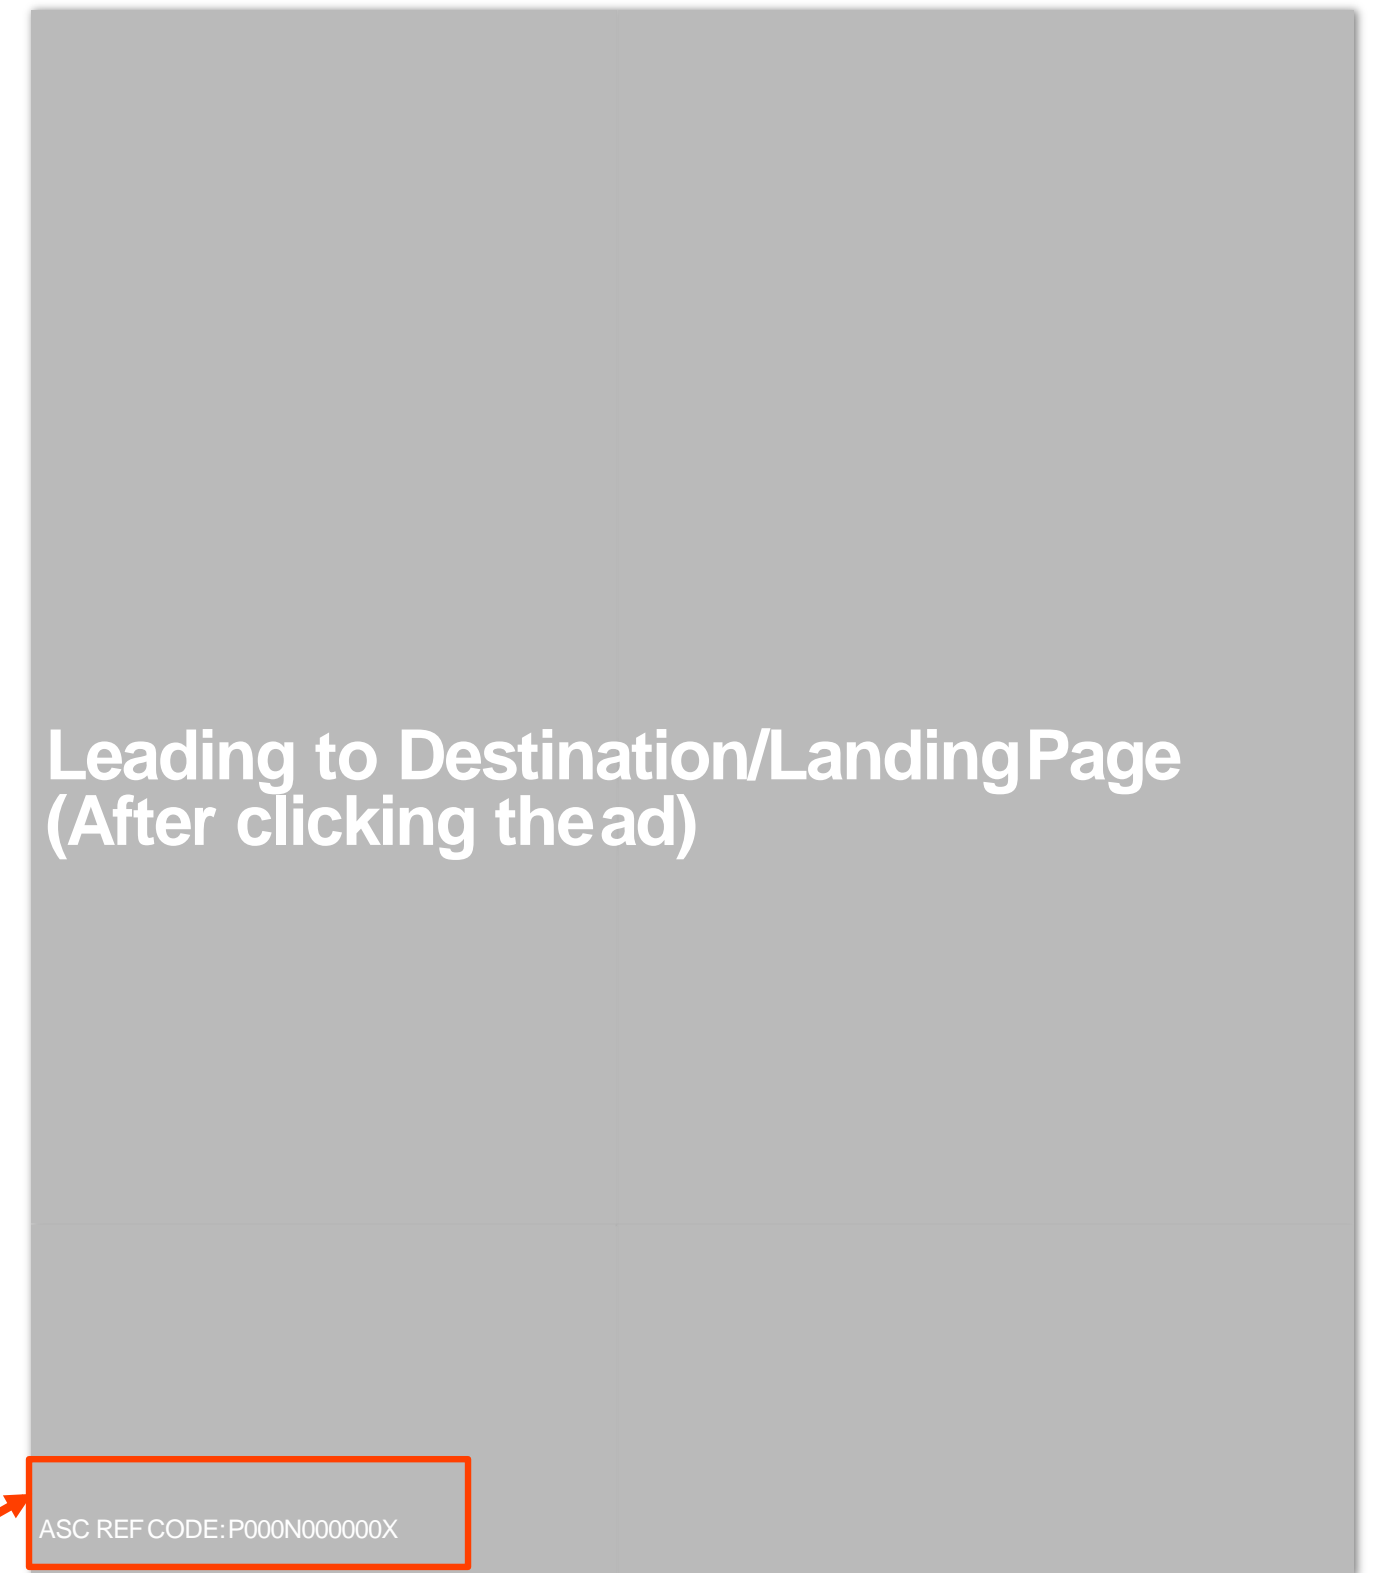 Leading to Destination/Landing Page
(After clicking the ad)
ASC REF CODE: P000N000000X